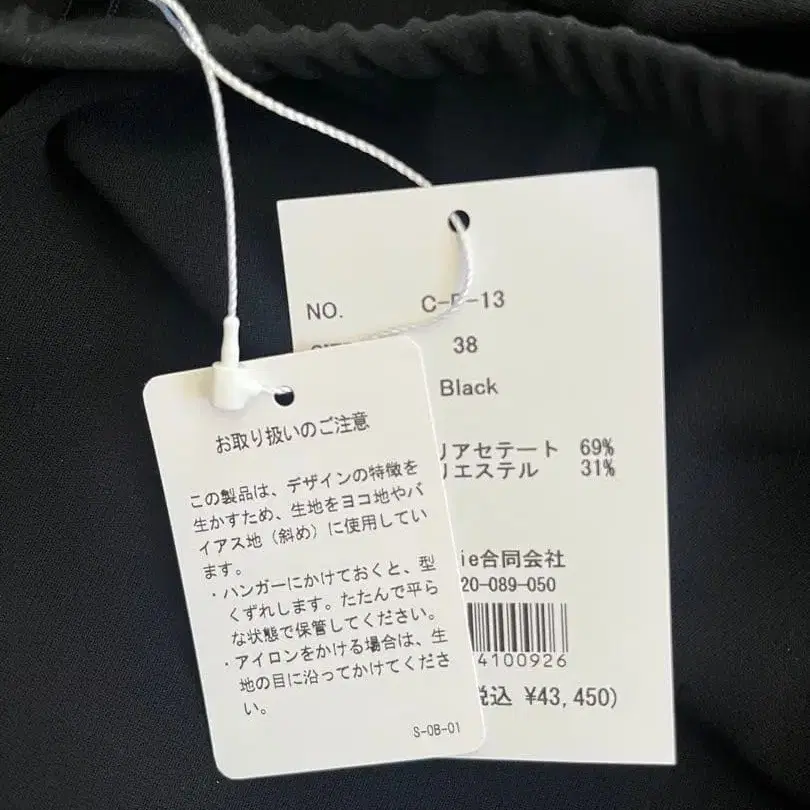 NO. C-
-13
38
Black
リアセテート 69%
リエステル 31%
ie合同会社
20-089-050
4100926
税込 ¥43,450)
お取り扱いのご注意
この製品は、デザインの特徴を
生かすため、生地をヨコ地やバ
イアス地（斜め）に使用してい
ます。
・ハンガーにかけておくと、型
くずれします。たたんで平ら
な状態で保管してください。
・アイロンをかける場合は、生
地の目に沿ってかけてくださ
い。
S-OB-01